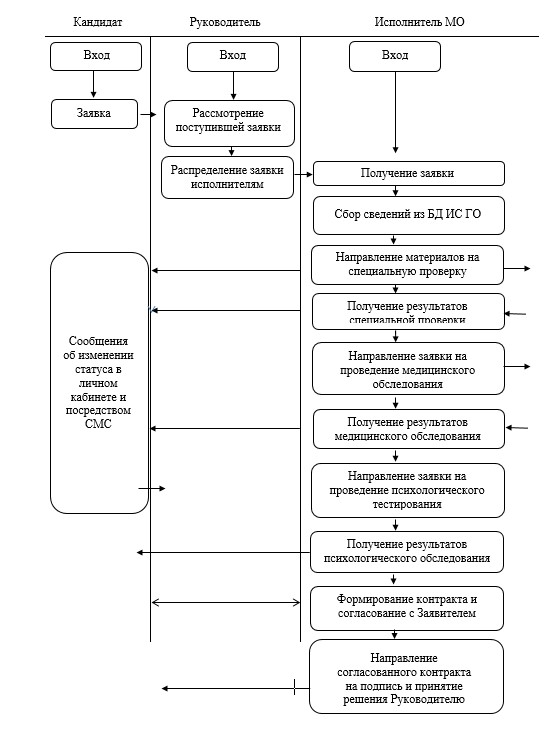 Кандидат
Руководитель
Исполнитель МО
Вход
Вход
Вход
Заявка
Рассмотрение
поступившей заявки
Распределение заявки
исполнителям
Получение заявки
Сбор сведений из БД ИС ГО
Направление материалов на
специальную проверку
Получение результатов
специальной проверки
Сообщения
об изменении
статуса в
личном
кабинете и
посредством
СМС
Направление заявки на
проведение медицинского
обследования
Получение результатов
медицинского обследования
Направление заявки на
проведение психологического
тестирования
Получение результатов
психологического обследования
Формирование контракта и
согласование с Заявителем
Направление
согласованного контракта
на подпись и принятие
решения Руководителю